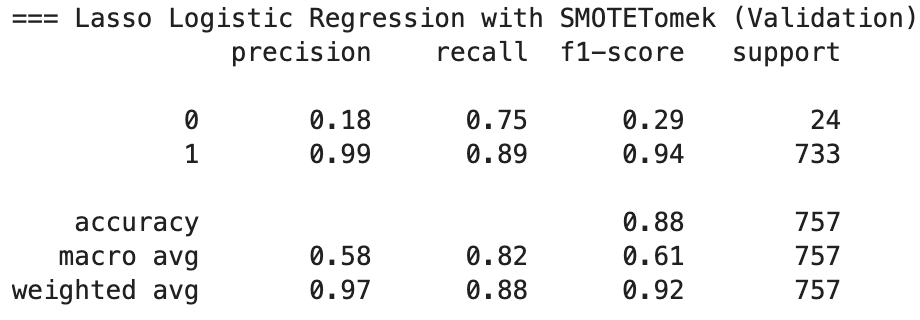 === Lasso Logistic Regression with SMOTETomek (Validation)
precision recall f1-score support
0 0.18 0.75 0.29 24
1 0.99 0.89 0.94 733
accuracy 0.88 757
macro avg 0.58 0.82 0.61 757
weighted avg 0.97 0.88 0.92 757